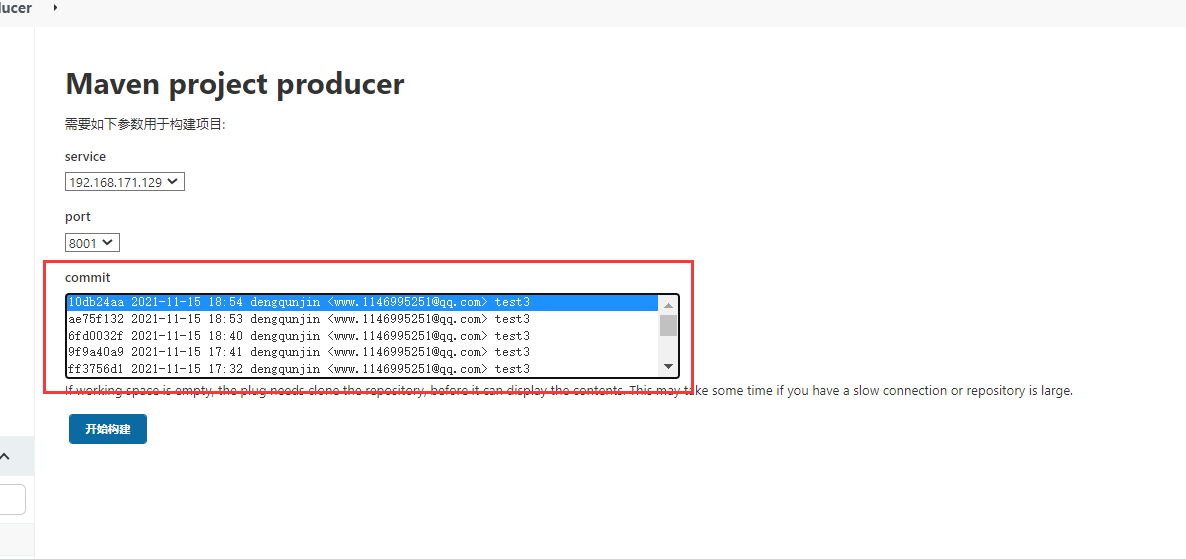 ucer
Maven project producer
需要如下参数用于构建项目:
service
192.168.171.129
port
8001
commit
10db24aa 2021-11-15 18:54 dengqunjin <www.1146995251@qq.com> test3
ae75f132 2021-11-15 18:53 dengqunjin <www.1146995251@qq.com> test3
6fd0032f 2021-11-15 18:40 dengqunjin <www.1146995251@qq.com> test3
9f9a40a9 2021-11-15 17:41 dengqunjin <www.1146995251@qq.com> test3
ff3756d1 2021-11-15 17:32 dengqunjin <www.1146995251@qq.com> test3
If working space is empty, the plug needs clone the repository, before it can display the contents. This may take some time if you have a slow connection or repository is large.
开始构建